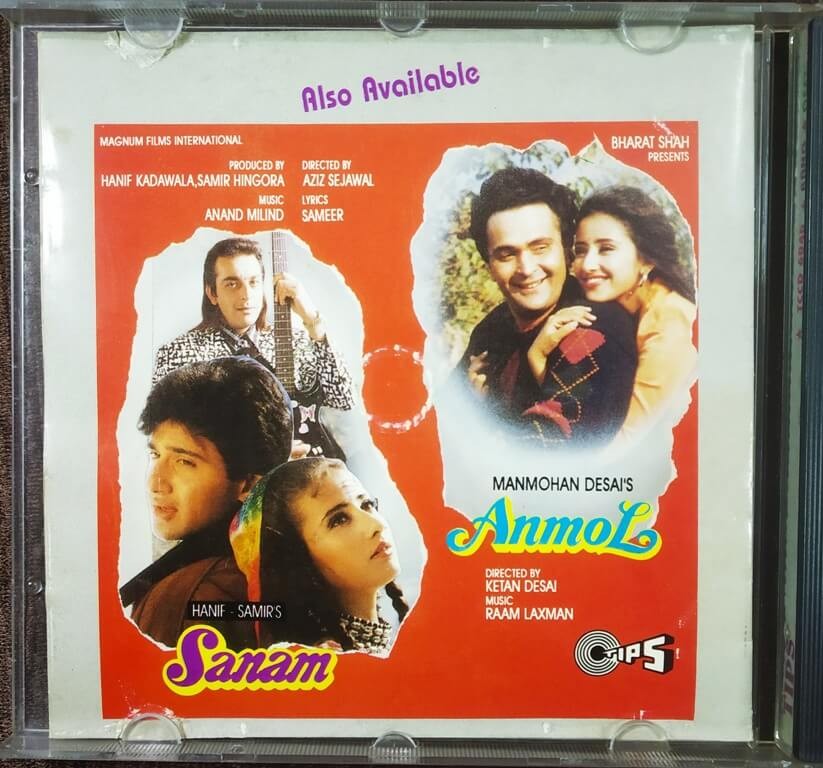 Also Available
MAGNUM FILMS INTERNATIONAL
PRODUCED BY
HANIF KADAWALA,SAMIR HINGORA
MUSIC
ANAND MILIND
DIRECTED BY
AZIZ SEJAWAL
LYRICS
SAMEER
BHARAT SHAH
PRESENTS
MANMOHAN DESAI'S
Anmol
DIRECTED BY
KETAN DESAI
MUSIC
RAAM LAXMAN
HANIF - SAMIR'S
Sanam
TIPS
TIPS